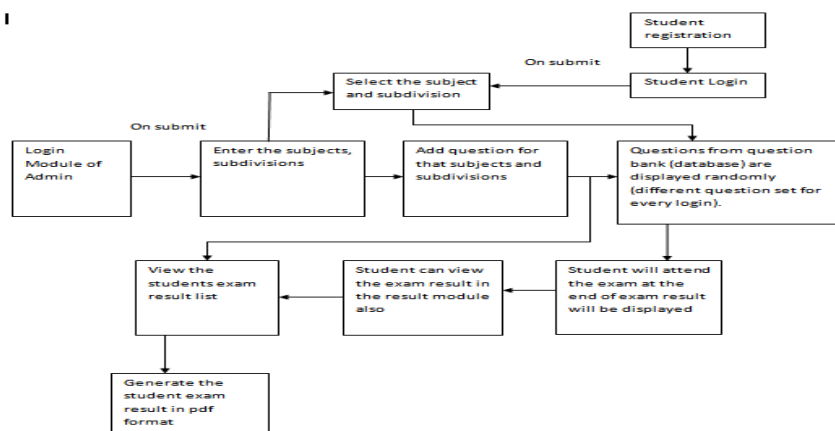 I
Student
registration
On submit
Student Login
Select the subject
and subdivision
On submit
Login
Module of
Admin
Enter the subjects,
subdivisions
Add question for
that subjects and
subdivisions
Questions from question
bank (database) are
displayed randomly
(different question set for
every login).
View the
students exam
result list
Student can view
the exam result in
the result module
also
Student will attend
the exam at the
end of exam result
will be displayed
Generate the
student exam
result in pdf
format